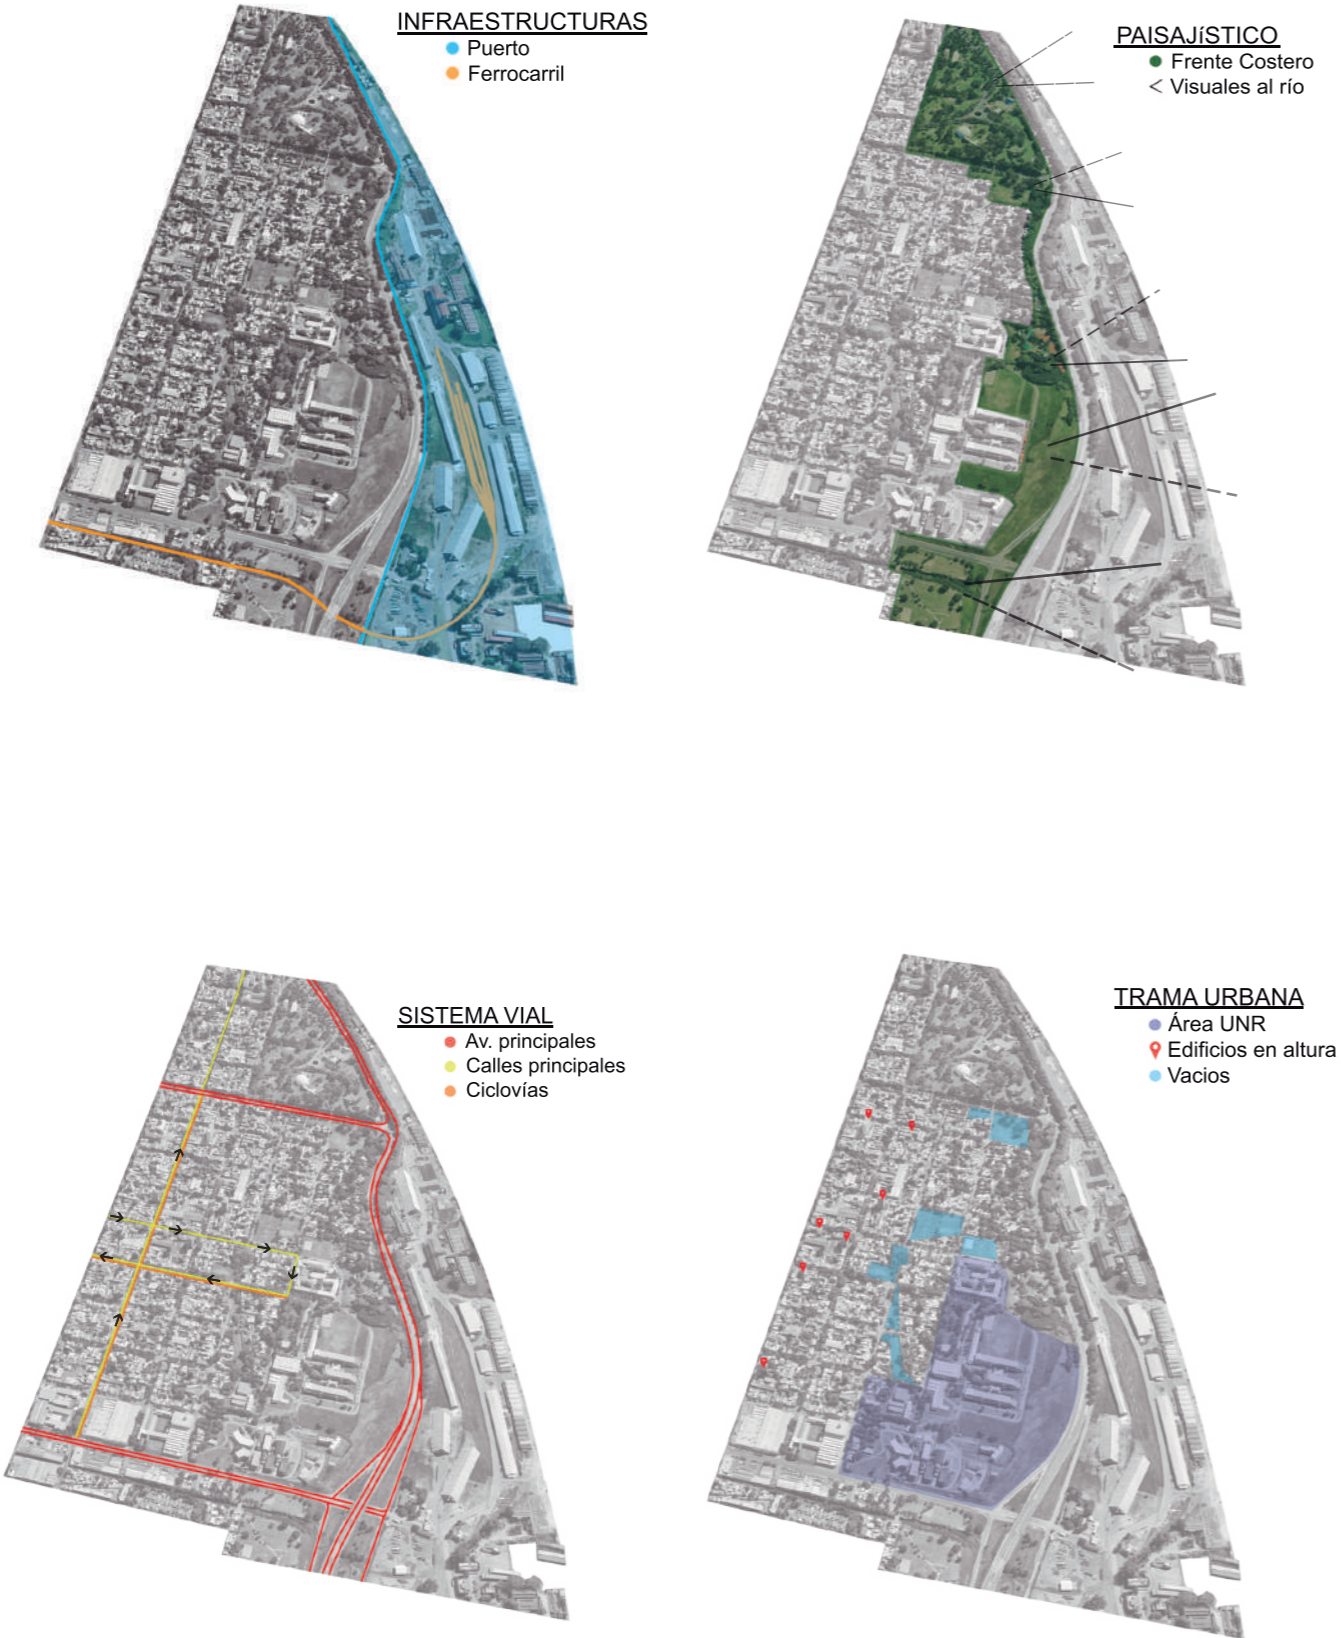 INFRAESTRUCTURAS
Puerto
Ferrocarril
PAISAJíSTICO
Frente Costero
Visuales al río
SISTEMA VIAL
Av. principales
Calles principales
Ciclovías
TRAMA URBANA
Área UNR
Edificios en altura
Vacios